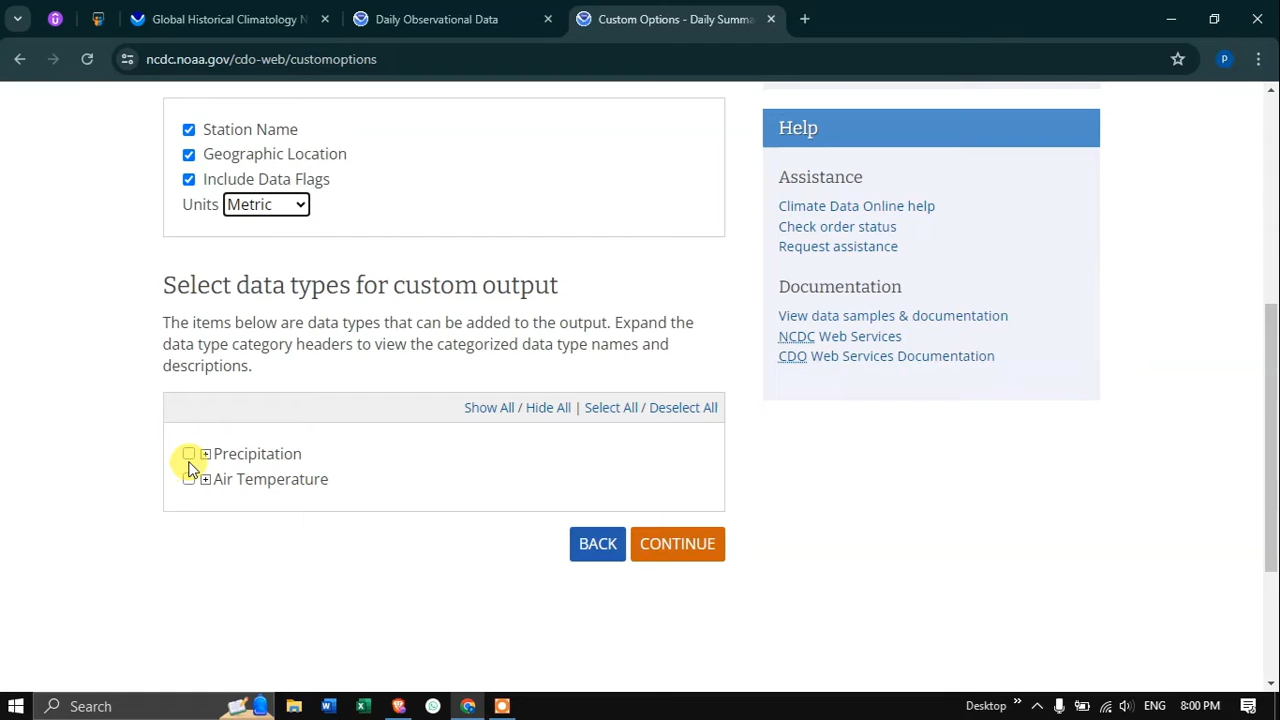 Global Historical Climatology N
Daily Observational Data
Custom Options - Daily Summa
ncdc.noaa.gov/cdo-web/customoptions
P
Station Name
Geographic Location
Include Data Flags
Units Metric
Select data types for custom output
The items below are data types that can be added to the output. Expand the
data type category headers to view the categorized data type names and
descriptions.
Show All / Hide All | Select All / Deselect All
Precipitation
Air Temperature
BACK
CONTINUE
Help
Assistance
Climate Data Online help
Check order status
Request assistance
Documentation
View data samples & documentation
NCDC Web Services
CDO Web Services Documentation
Search
Desktop
ENG
8:00 PM